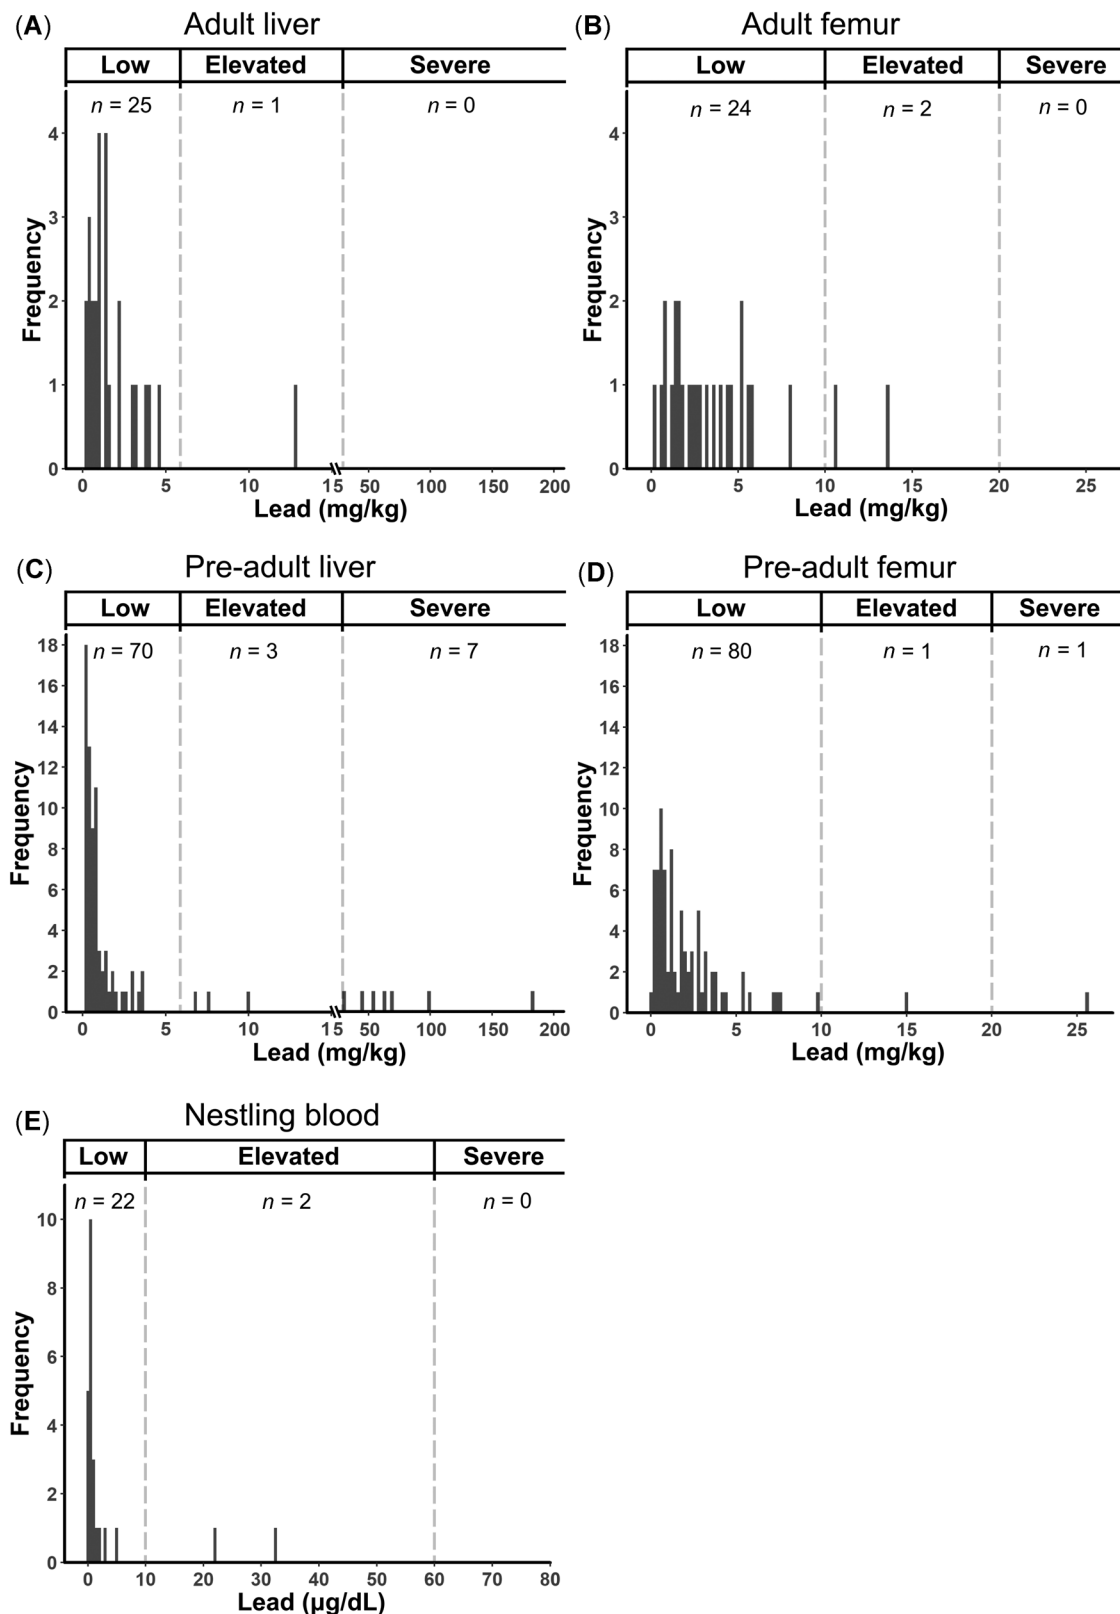 (A) Adult liver
Low Elevated Severe
n = 25 n = 1 n = 0
Frequency
4
3
2
1
0
0 5 10 15 50 100 150 200
Lead (mg/kg)
(B) Adult femur
Low Elevated Severe
n = 24 n = 2 n = 0
Frequency
4
3
2
1
0
0 5 10 15 20 25
Lead (mg/kg)
(C) Pre-adult liver
Low Elevated Severe
n = 70 n = 3 n = 7
Frequency
18
16
14
12
10
8
6
4
2
0
0 5 10 15 50 100 150 200
Lead (mg/kg)
(D) Pre-adult femur
Low Elevated Severe
n = 80 n = 1 n = 1
Frequency
18
16
14
12
10
8
6
4
2
0
0 5 10 15 20 25
Lead (mg/kg)
(E) Nestling blood
Low Elevated Severe
n = 22 n = 2 n = 0
Frequency
10
8
6
4
2
0
0 10 20 30 40 50 60 70 80
Lead (µg/dL)